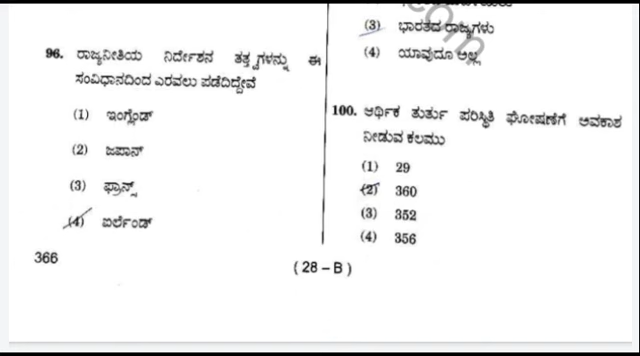 96. ರಾಜ್ಯನೀತಿಯ ನಿರ್ದೇಶನ ತತ್ತ್ವಗಳನ್ನು ಈ
ಸಂವಿಧಾನದಿಂದ ಎರವಲು ಪಡೆದಿದ್ದೇವೆ
(1) ಇಂಗ್ಲೆಂಡ್
(2) ಜಪಾನ್
(3) ಫ್ರಾನ್ಸ್
(4) ಐರ್ಲೆಂಡ್
(3) ಭಾರತದ ರಾಜ್ಯಗಳು
(4) ಯಾವುದೂ ಅಲ್ಲ
100. ಆರ್ಥಿಕ ತುರ್ತು ಪರಿಸ್ಥಿತಿ ಘೋಷಣೆಗೆ ಅವಕಾಶ
ನೀಡುವ ಕಲಮು
(1) 29
(2) 360
(3) 352
(4) 356
366
( 28 – B )